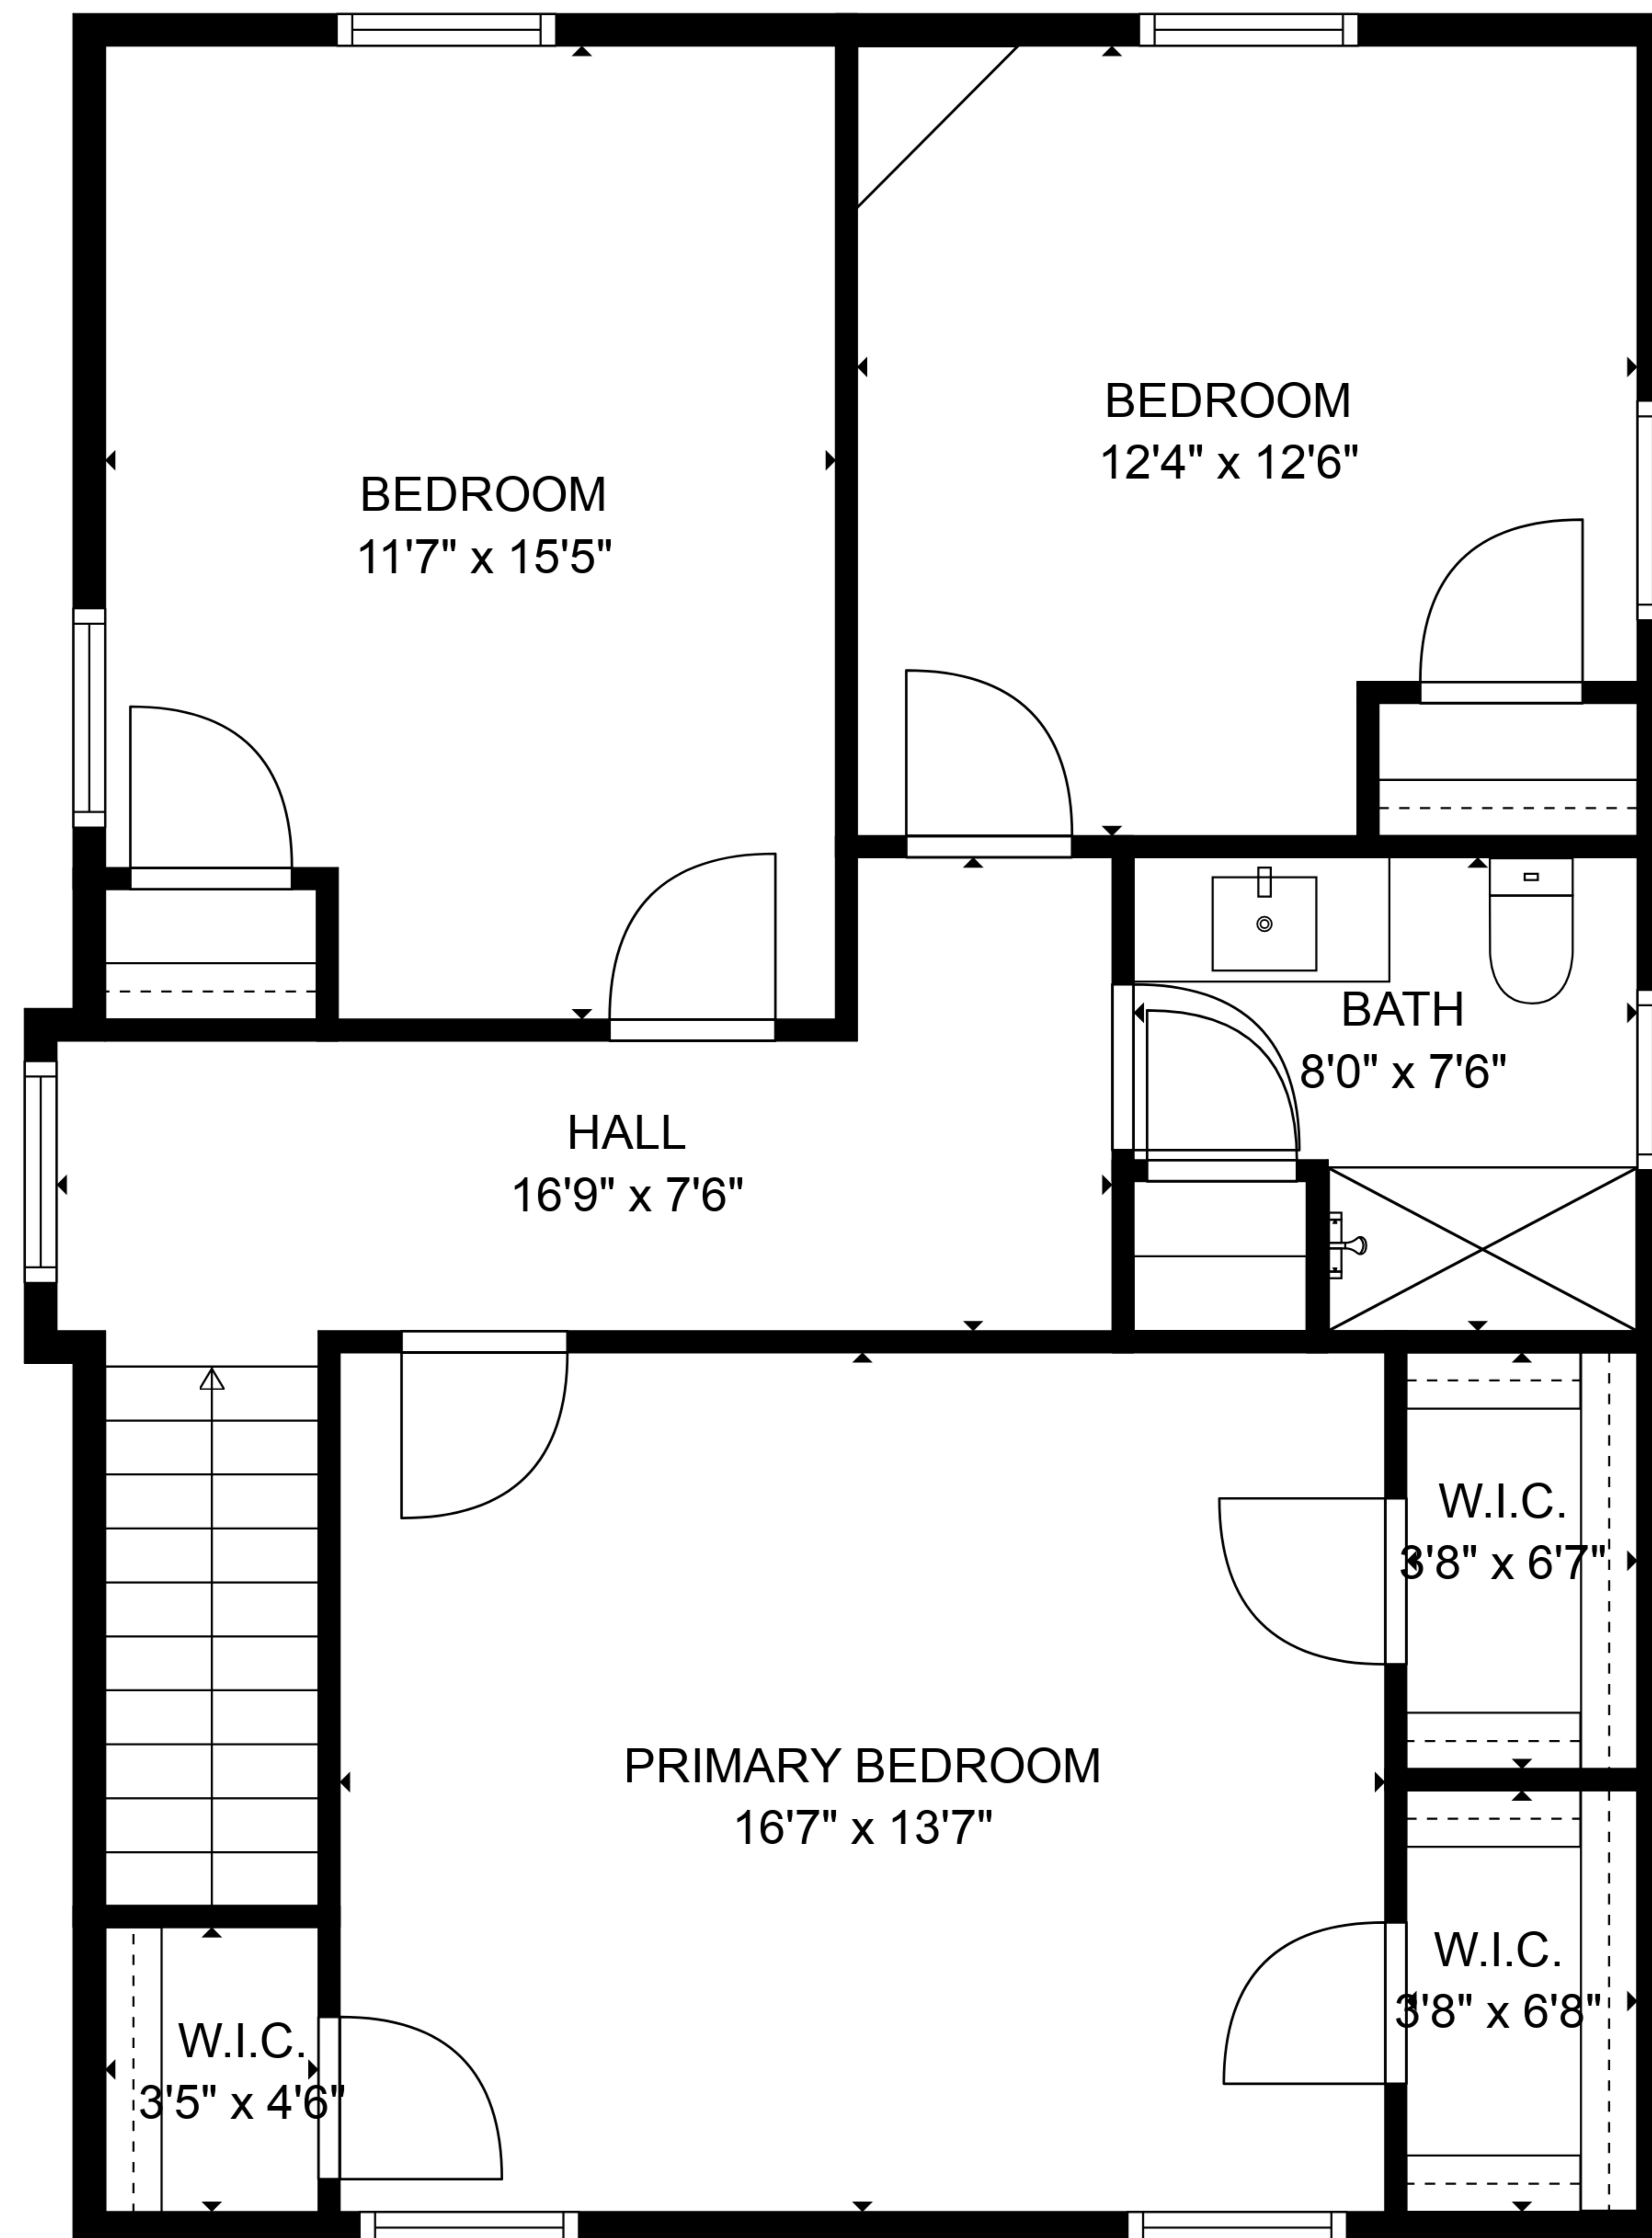 BEDROOM
12'4" x 12'6"
BEDROOM
11'7" x 15'5"
BATH
8'0" x 7'6"
HALL
16'9" x 7'6"
W.I.C.
3'8" x 6'7"
PRIMARY BEDROOM
16'7" x 13'7"
W.I.C.
3'8" x 6'8"
W.I.C.
3'5" x 4'6"